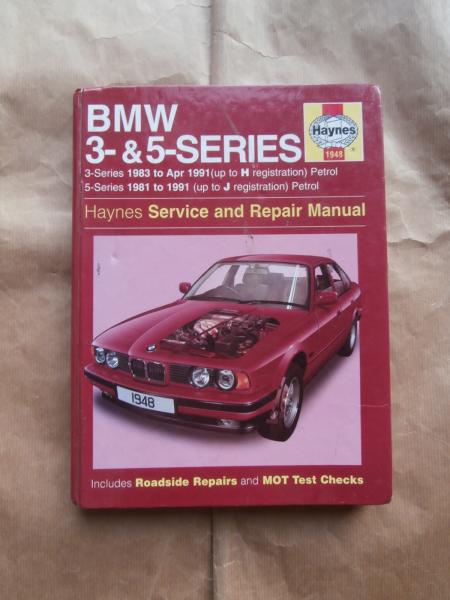 BMW
3- & 5-SERIES
Haynes
1948
3-Series 1983 to Apr 1991(up to H registration) Petrol
5-Series 1981 to 1991 (up to J registration) Petrol
Haynes Service and Repair Manual
1948
Includes Roadside Repairs and MOT Test Checks